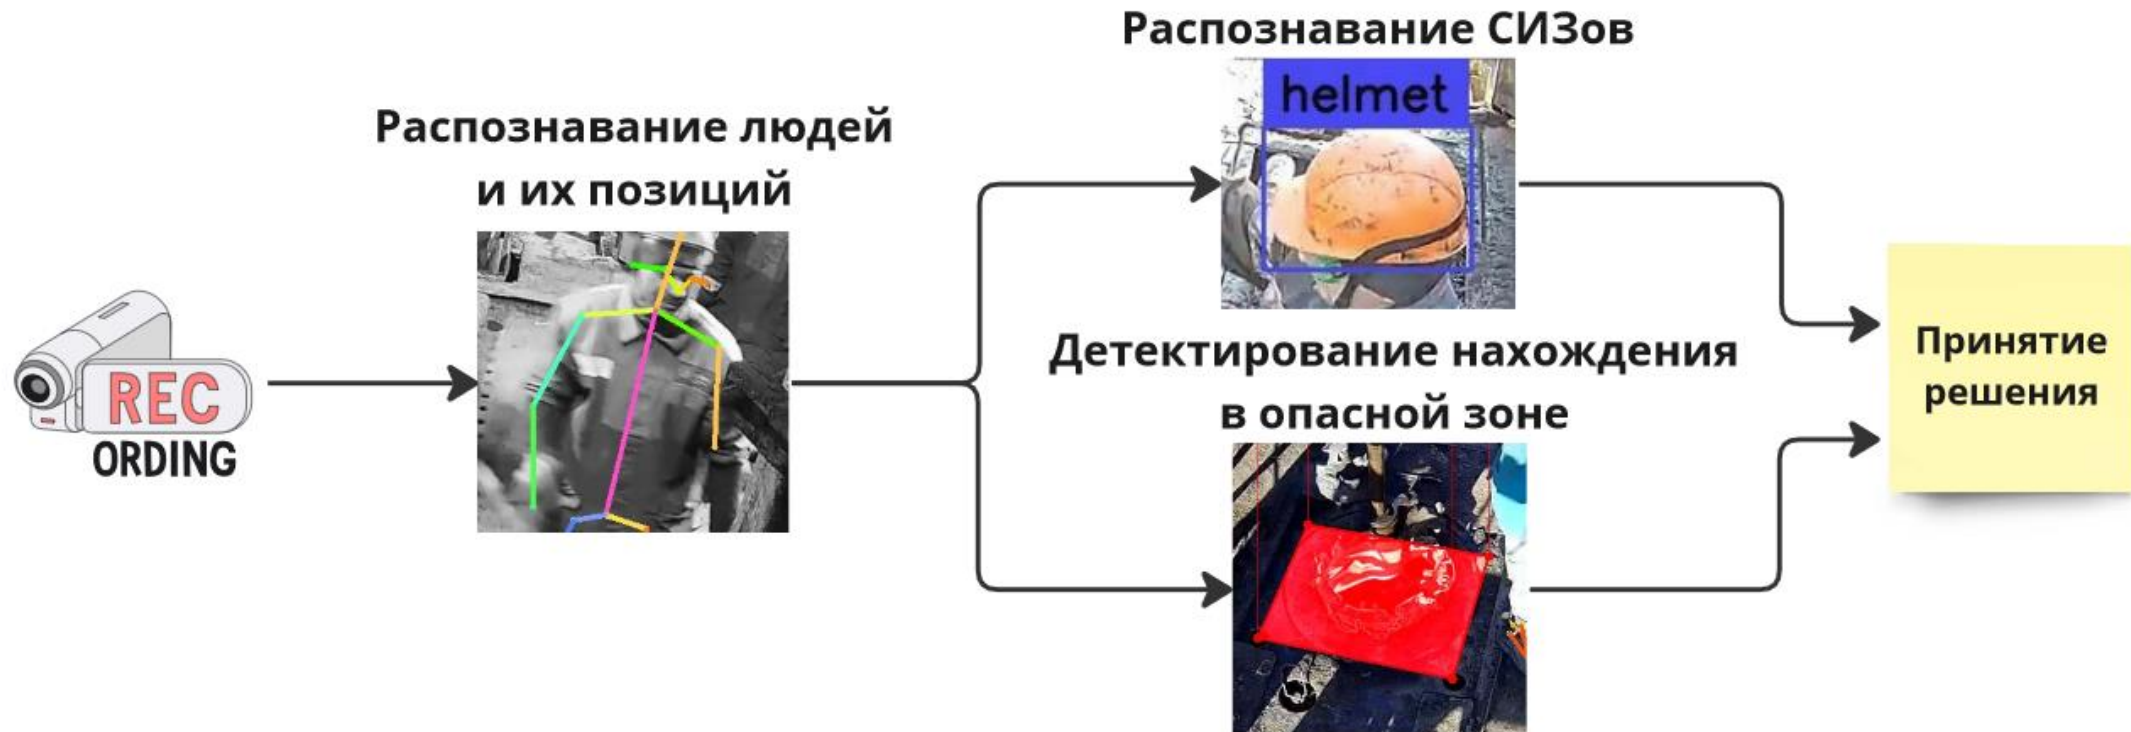 REC
ORDING
Распознавание людей
и их позиций
Распознавание СИЗов
helmet
Детектирование нахождения
в опасной зоне
Принятие
решения